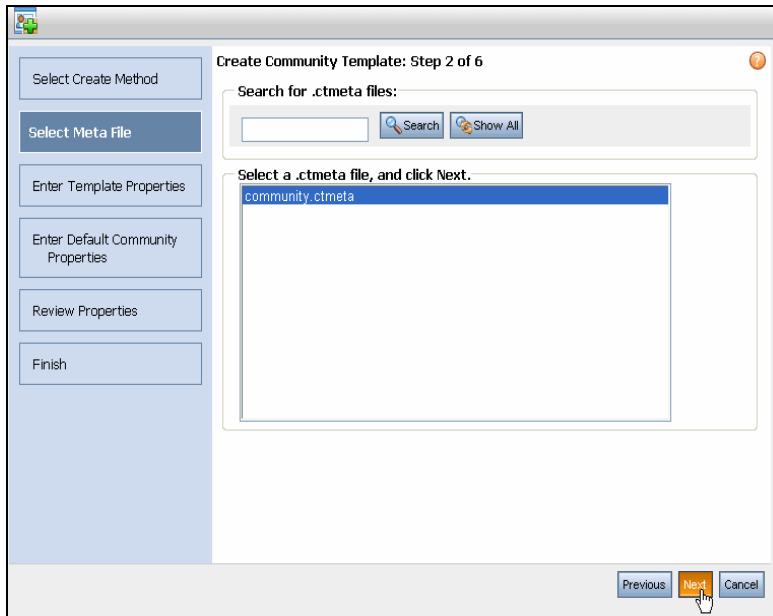 Create Community Template: Step 2 of 6
Select Create Method
Select Meta File
Enter Template Properties
Enter Default Community
Properties
Review Properties
Finish
Search for .ctmeta files:
Search
Show All
Select a .ctmeta file, and click Next.
community.ctmeta
Previous
Next
Cancel